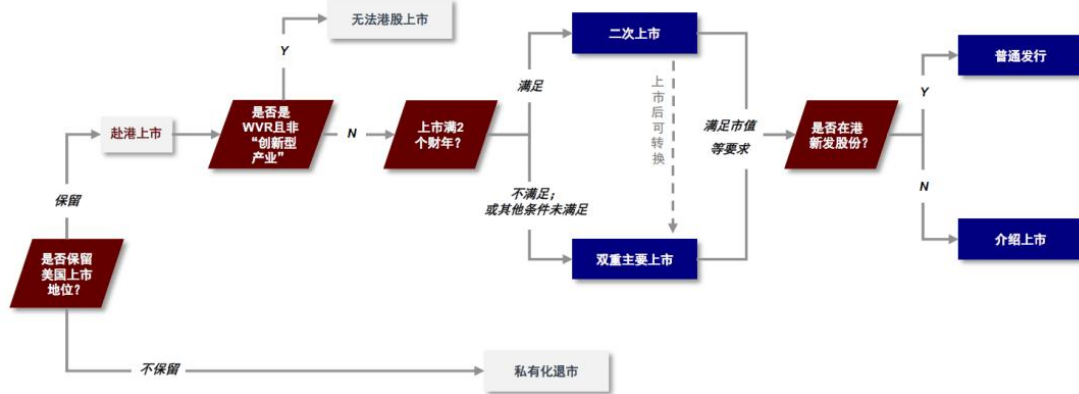 无法港股上市
Y
二次上市
普通发行
满足
Y
是否是
WVR且非
“创新型
产业”
N
上市满2
个财年？
上市后可转换
满足市值
等要求
是否在港
新发股份？
赴港上市
保留
不满足；
或其他条件未满足
N
是否保留
美国上市
地位？
双重主要上市
介绍上市
不保留
私有化退市